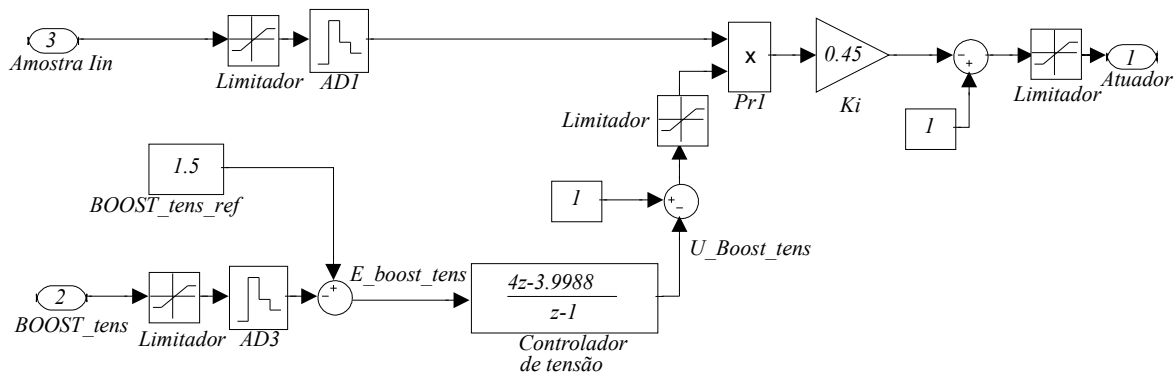 3
Amostra Iin
Limitador
AD1
x
Pr1
0.45
Ki
-
+
1
Limitador
1
Atuador
Limitador
1.5
BOOST_tens_ref
1
+
-
U_Boost_tens
2
BOOST_tens
Limitador
AD3
-
+
E_boost_tens
4z-3.9988
z-1
Controlador
de tensão